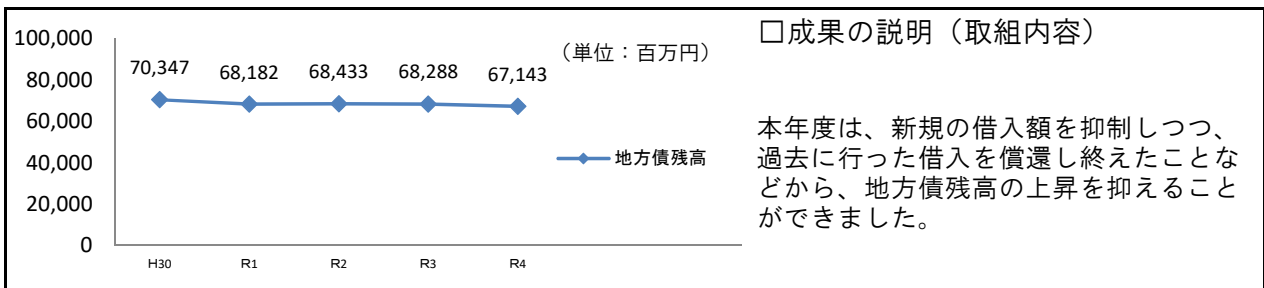 100,000
80,000
60,000
40,000
20,000
0
70,347 68,182 68,433 68,288 67,143
(単位：百万円)
地方債残高
H30 R1 R2 R3 R4
□成果の説明（取組内容）
本年度は、新規の借入額を抑制しつつ、
過去に行った借入を償還し終えたことな
どから、地方債残高の上昇を抑えること
ができました。